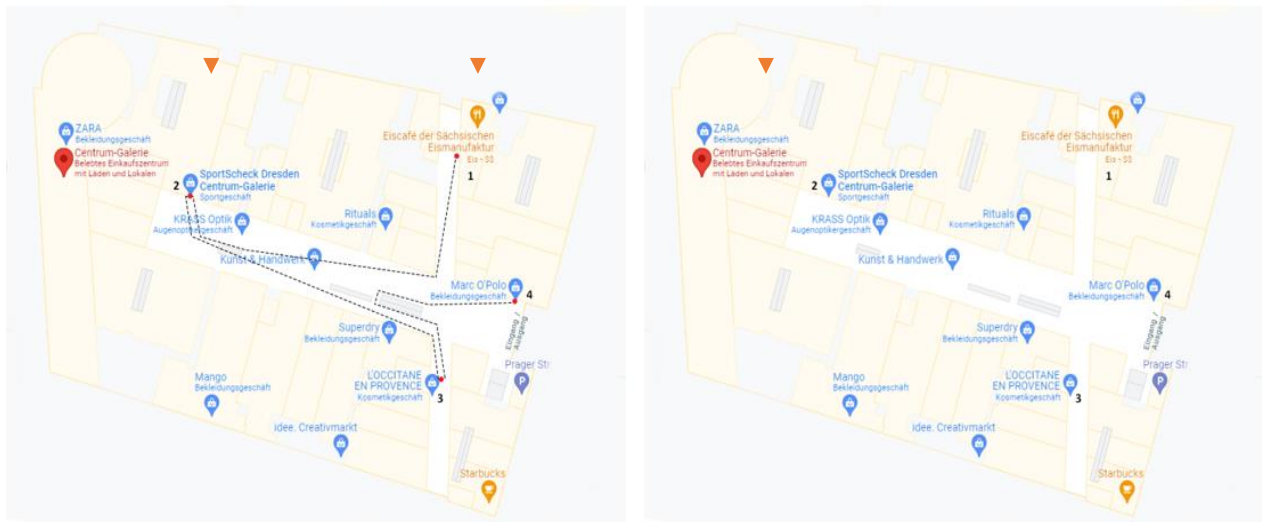 ZARA
Bekleidungsgeschäft
Centrum-Galerie
Belebtes Einkaufszentrum
mit Läden und Lokalen
Eiscafé der Sächsischen
Eismanufaktur
Eis - $$
1
2
SportScheck Dresden
Centrum-Galerie
Sportgeschäft
KRASS Optik
Augenoptikergeschäft
Rituals
Kosmetikgeschäft
Kunst & Handwerk
Marc O'Polo
Bekleidungsgeschäft
4
Superdry
Bekleidungsgeschäft
Eingang /
Ausgang
Prager Str
Mango
Bekleidungsgeschäft
L'OCCITANE
EN PROVENCE
Kosmetikgeschäft
3
idee. Creativmarkt
Starbucks
ZARA
Bekleidungsgeschäft
Centrum-Galerie
Belebtes Einkaufszentrum
mit Läden und Lokalen
Eiscafé der Sächsischen
Eismanufaktur
Eis - $$
1
2
SportScheck Dresden
Centrum-Galerie
Sportgeschäft
KRASS Optik
Augenoptikergeschäft
Rituals
Kosmetikgeschäft
Kunst & Handwerk
Marc O'Polo
Bekleidungsgeschäft
4
Superdry
Bekleidungsgeschäft
Eingang /
Ausgang
Prager Str
Mango
Bekleidungsgeschäft
L'OCCITANE
EN PROVENCE
Kosmetikgeschäft
3
idee. Creativmarkt
Starbucks